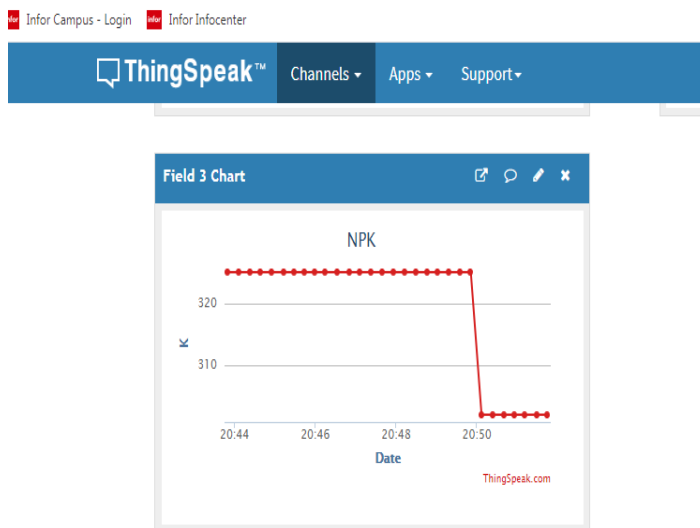 Infor Campus - Login Infor Infocenter
ThingSpeak™ Channels Apps Support
Field 3 Chart
NPK
320
K
310
20:44 20:46 20:48 20:50
Date
ThingSpeak.com